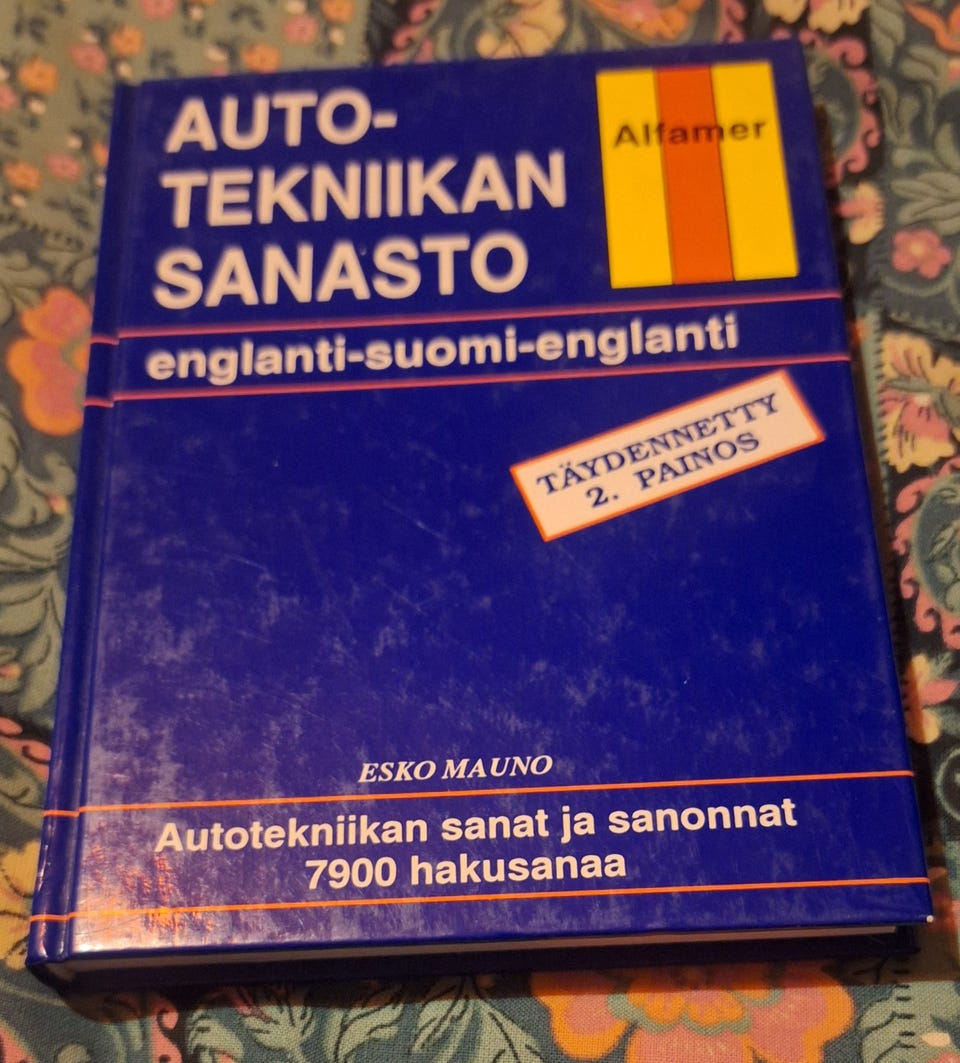 AUTO-
TEKNIIKAN
SANASTO
Alfamer
englanti-suomi-englanti
TÄYDENNETTY
2. PAINOS
ESKO MAUNO
Autotekniikan sanat ja sanonnat
7900 hakusanaa